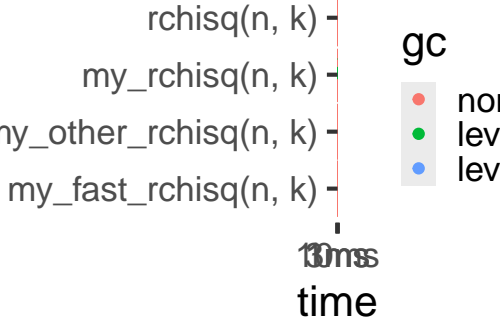 rchisq(n, k)
my_rchisq(n, k)
my_other_rchisq(n, k)
my_fast_rchisq(n, k)
time
gc